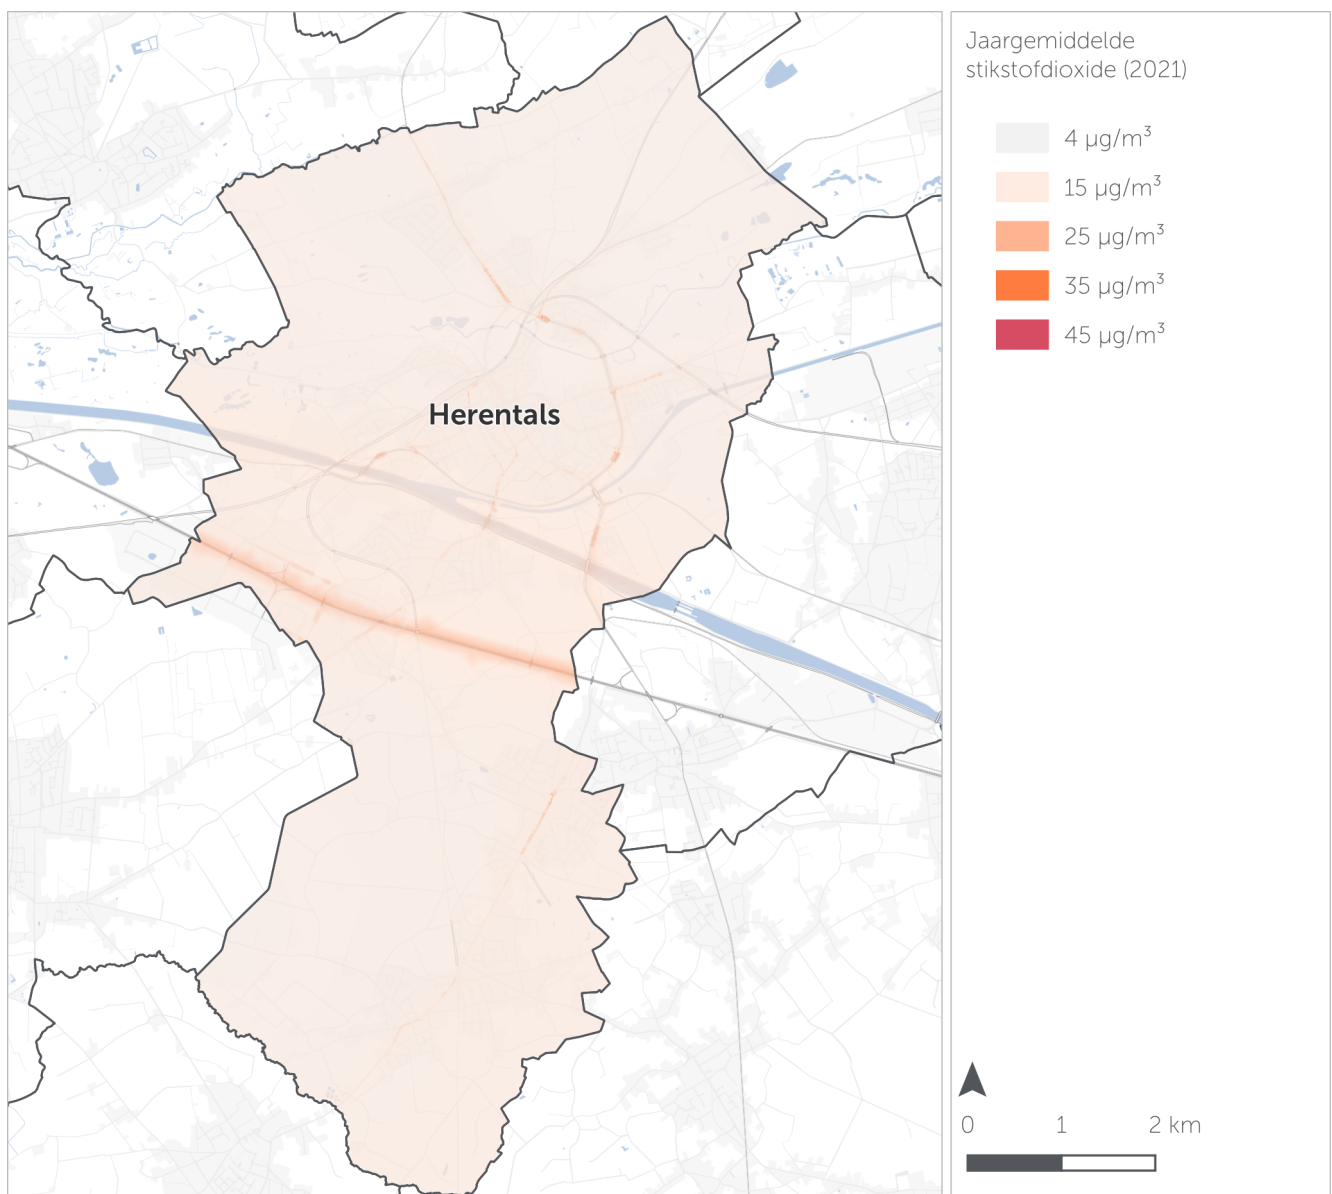 Jaargemiddelde
stikstofdioxide (2021)
4 µg/m³
15 µg/m³
25 µg/m³
35 µg/m³
45 µg/m³
Herentals
0 1 2 km